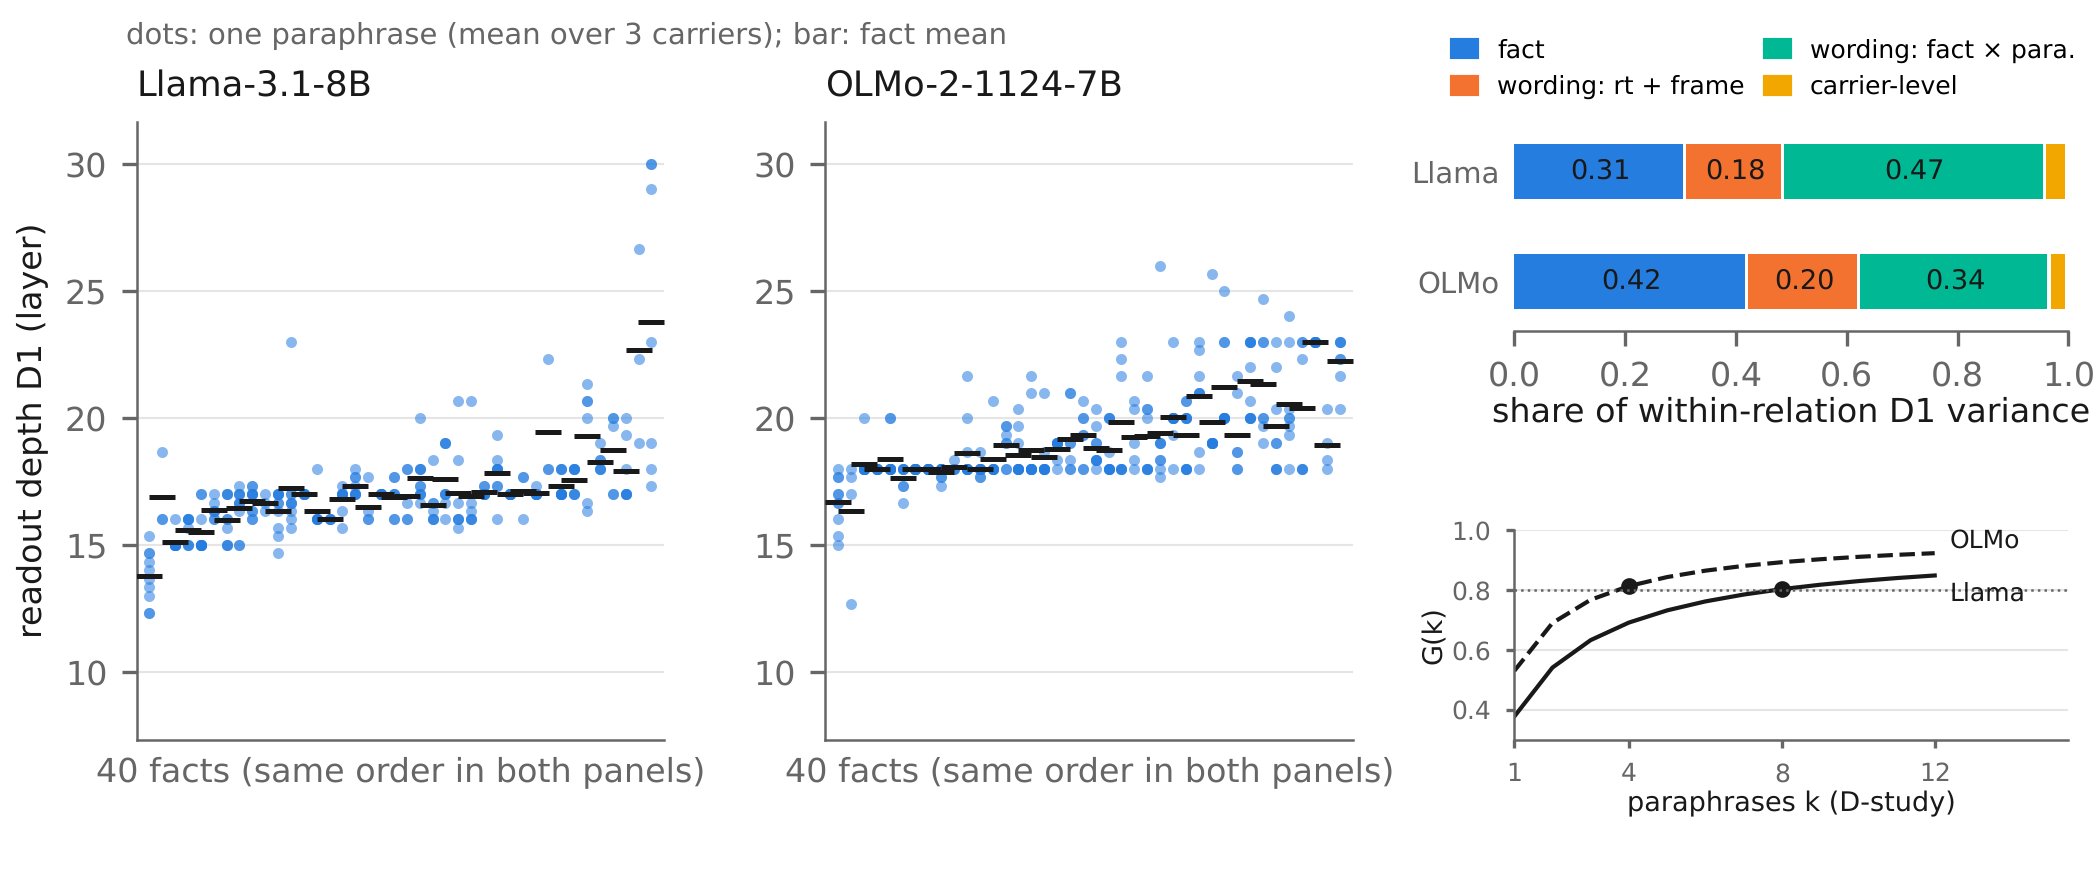 dots: one paraphrase (mean over 3 carriers); bar: fact mean
Llama-3.1-8B
30
25
20
15
10
readout depth D1 (layer)
40 facts (same order in both panels)
OLMo-2-1124-7B
30
25
20
15
10
40 facts (same order in both panels)
fact
wording: fact × para.
wording: rt + frame
carrier-level
Llama
0.31
0.18
0.47
OLMo
0.42
0.20
0.34
0.0
0.2
0.4
0.6
0.8
1.0
share of within-relation D1 variance
1.0
0.8
0.6
0.4
G(k)
OLMo
Llama
1
4
8
12
paraphrases k (D-study)